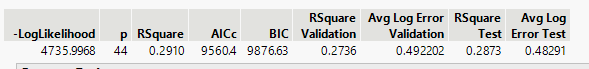 RSquare Avg Log Error RSquare Avg Log
-LogLikelihood p RSquare AICc BIC Validation Validation Test Error Test
4735.9968 44 0.2910 9560.4 9876.63 0.2736 0.492202 0.2873 0.48291